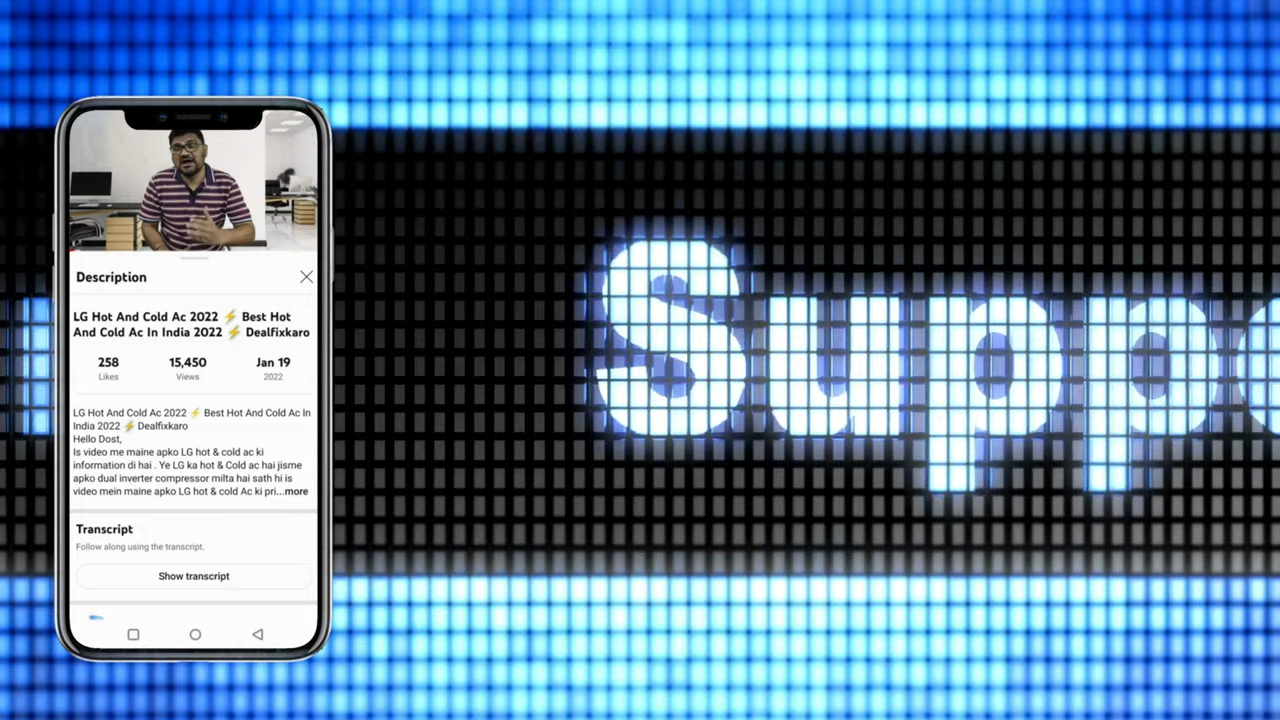 Description
LG Hot And Cold Ac 2022 ⚡ Best Hot
And Cold Ac In India 2022 ⚡ Dealfixkaro
258
Likes
15,450
Views
Jan 19
2022
LG Hot And Cold Ac 2022 ⚡ Best Hot And Cold Ac In
India 2022 ⚡ Dealfixkaro
Hello Dost,
Is video me maine apko LG hot & cold ac ki
information di hai . Ye LG ka hot & Cold ac hai jisme
apko dual inverter compressor milta hai sath hi is
video mein maine apko LG hot & cold Ac ki pri...more
Transcript
Follow along using the transcript.
Show transcript
Supp